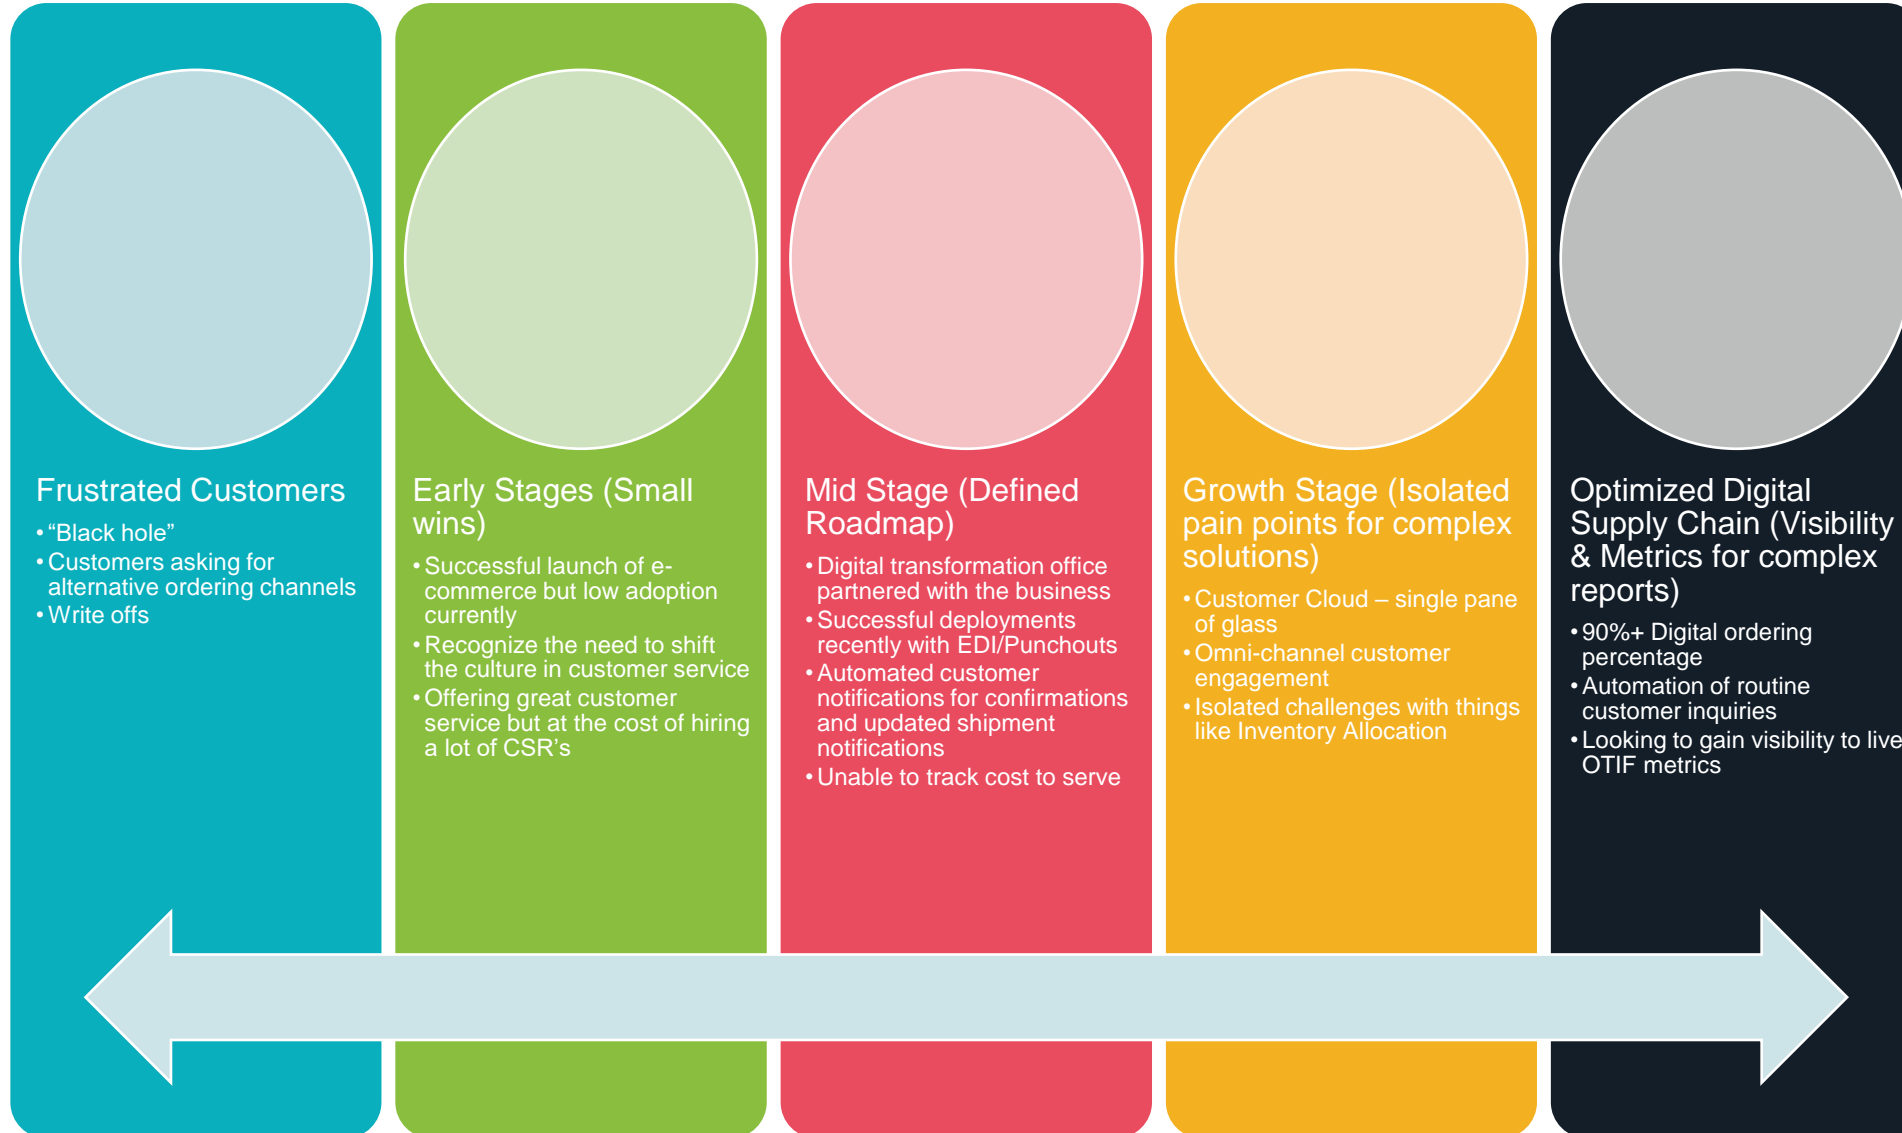 Frustrated Customers
• “Black hole”
• Customers asking for
alternative ordering channels
• Write offs
Early Stages (Small
wins)
• Successful launch of e-
commerce but low adoption
currently
• Recognize the need to shift
the culture in customer service
• Offering great customer
service but at the cost of hiring
a lot of CSR’s
Mid Stage (Defined
Roadmap)
• Digital transformation office
partnered with the business
• Successful deployments
recently with EDI/Punchouts
• Automated customer
notifications for confirmations
and updated shipment
notifications
• Unable to track cost to serve
Growth Stage (Isolated
pain points for complex
solutions)
• Customer Cloud – single pane
of glass
• Omni-channel customer
engagement
• Isolated challenges with things
like Inventory Allocation
Optimized Digital
Supply Chain (Visibility
& Metrics for complex
reports)
• 90%+ Digital ordering
percentage
• Automation of routine
customer inquiries
• Looking to gain visibility to live
OTIF metrics